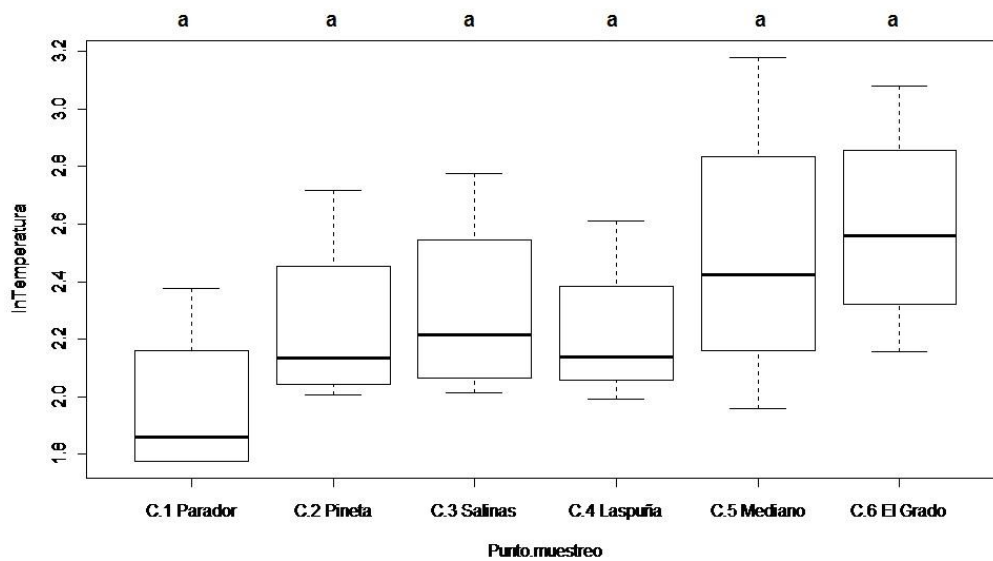 a a a a a a
3.2
3.0
2.8
2.6
2.4
2.2
2.0
1.8
lnTemperatura
C.1 Parador C.2 Pineta C.3 Salinas C.4 Laspuña C.5 Mediano C.6 El Grado
Punto.muestreo